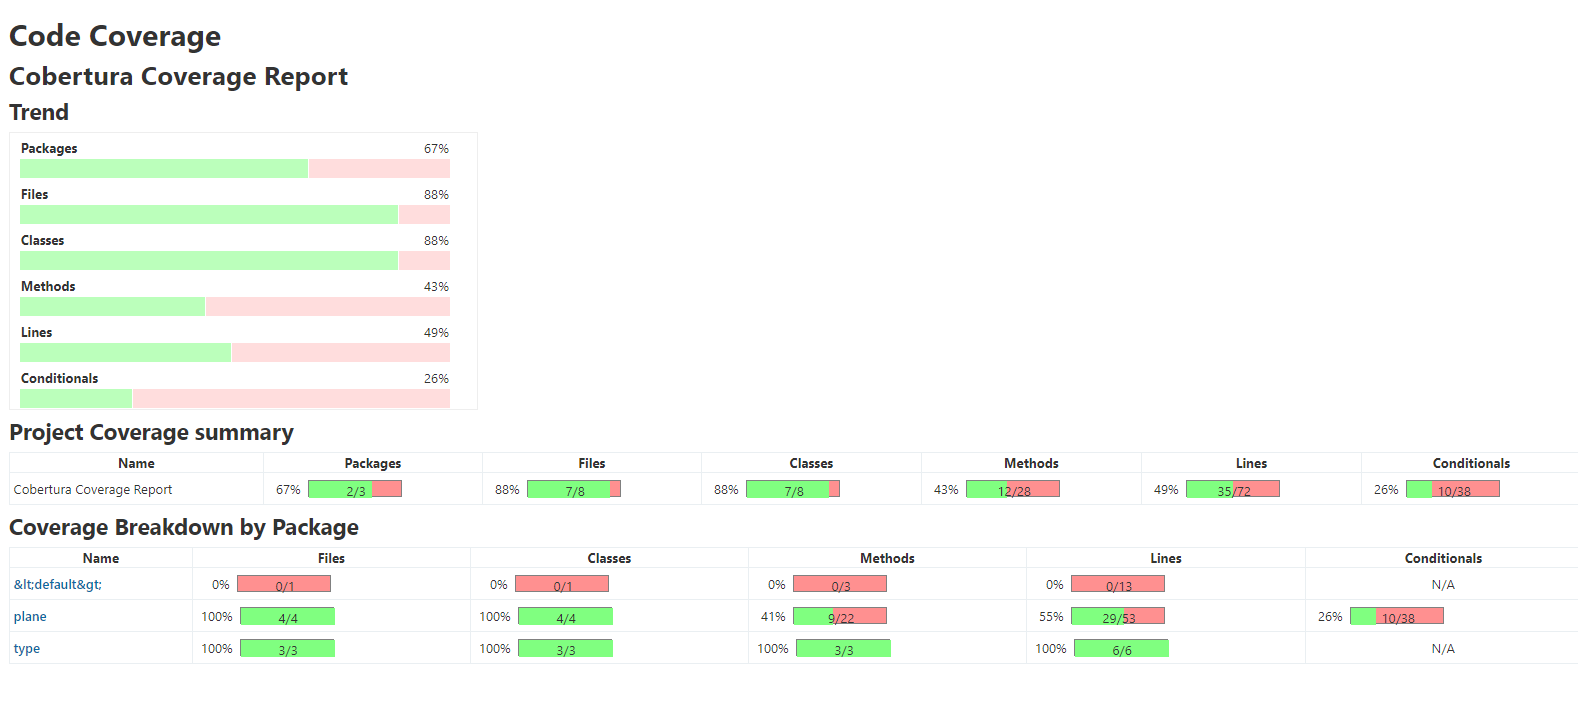 Code Coverage
Cobertura Coverage Report
Trend
Packages 67%
Files 88%
Classes 88%
Methods 43%
Lines 49%
Conditionals 26%
Project Coverage summary
Name Packages Files Classes Methods Lines Conditionals
Cobertura Coverage Report 67% 2/3 88% 7/8 88% 7/8 43% 12/28 49% 35/72 26% 10/38
Coverage Breakdown by Package
Name Files Classes Methods Lines Conditionals
&lt;default&gt; 0% 0/1 0% 0/1 0% 0/3 0% 0/13 N/A
plane 100% 4/4 100% 4/4 41% 9/22 55% 29/53 26% 10/38
type 100% 3/3 100% 3/3 100% 3/3 100% 6/6 N/A